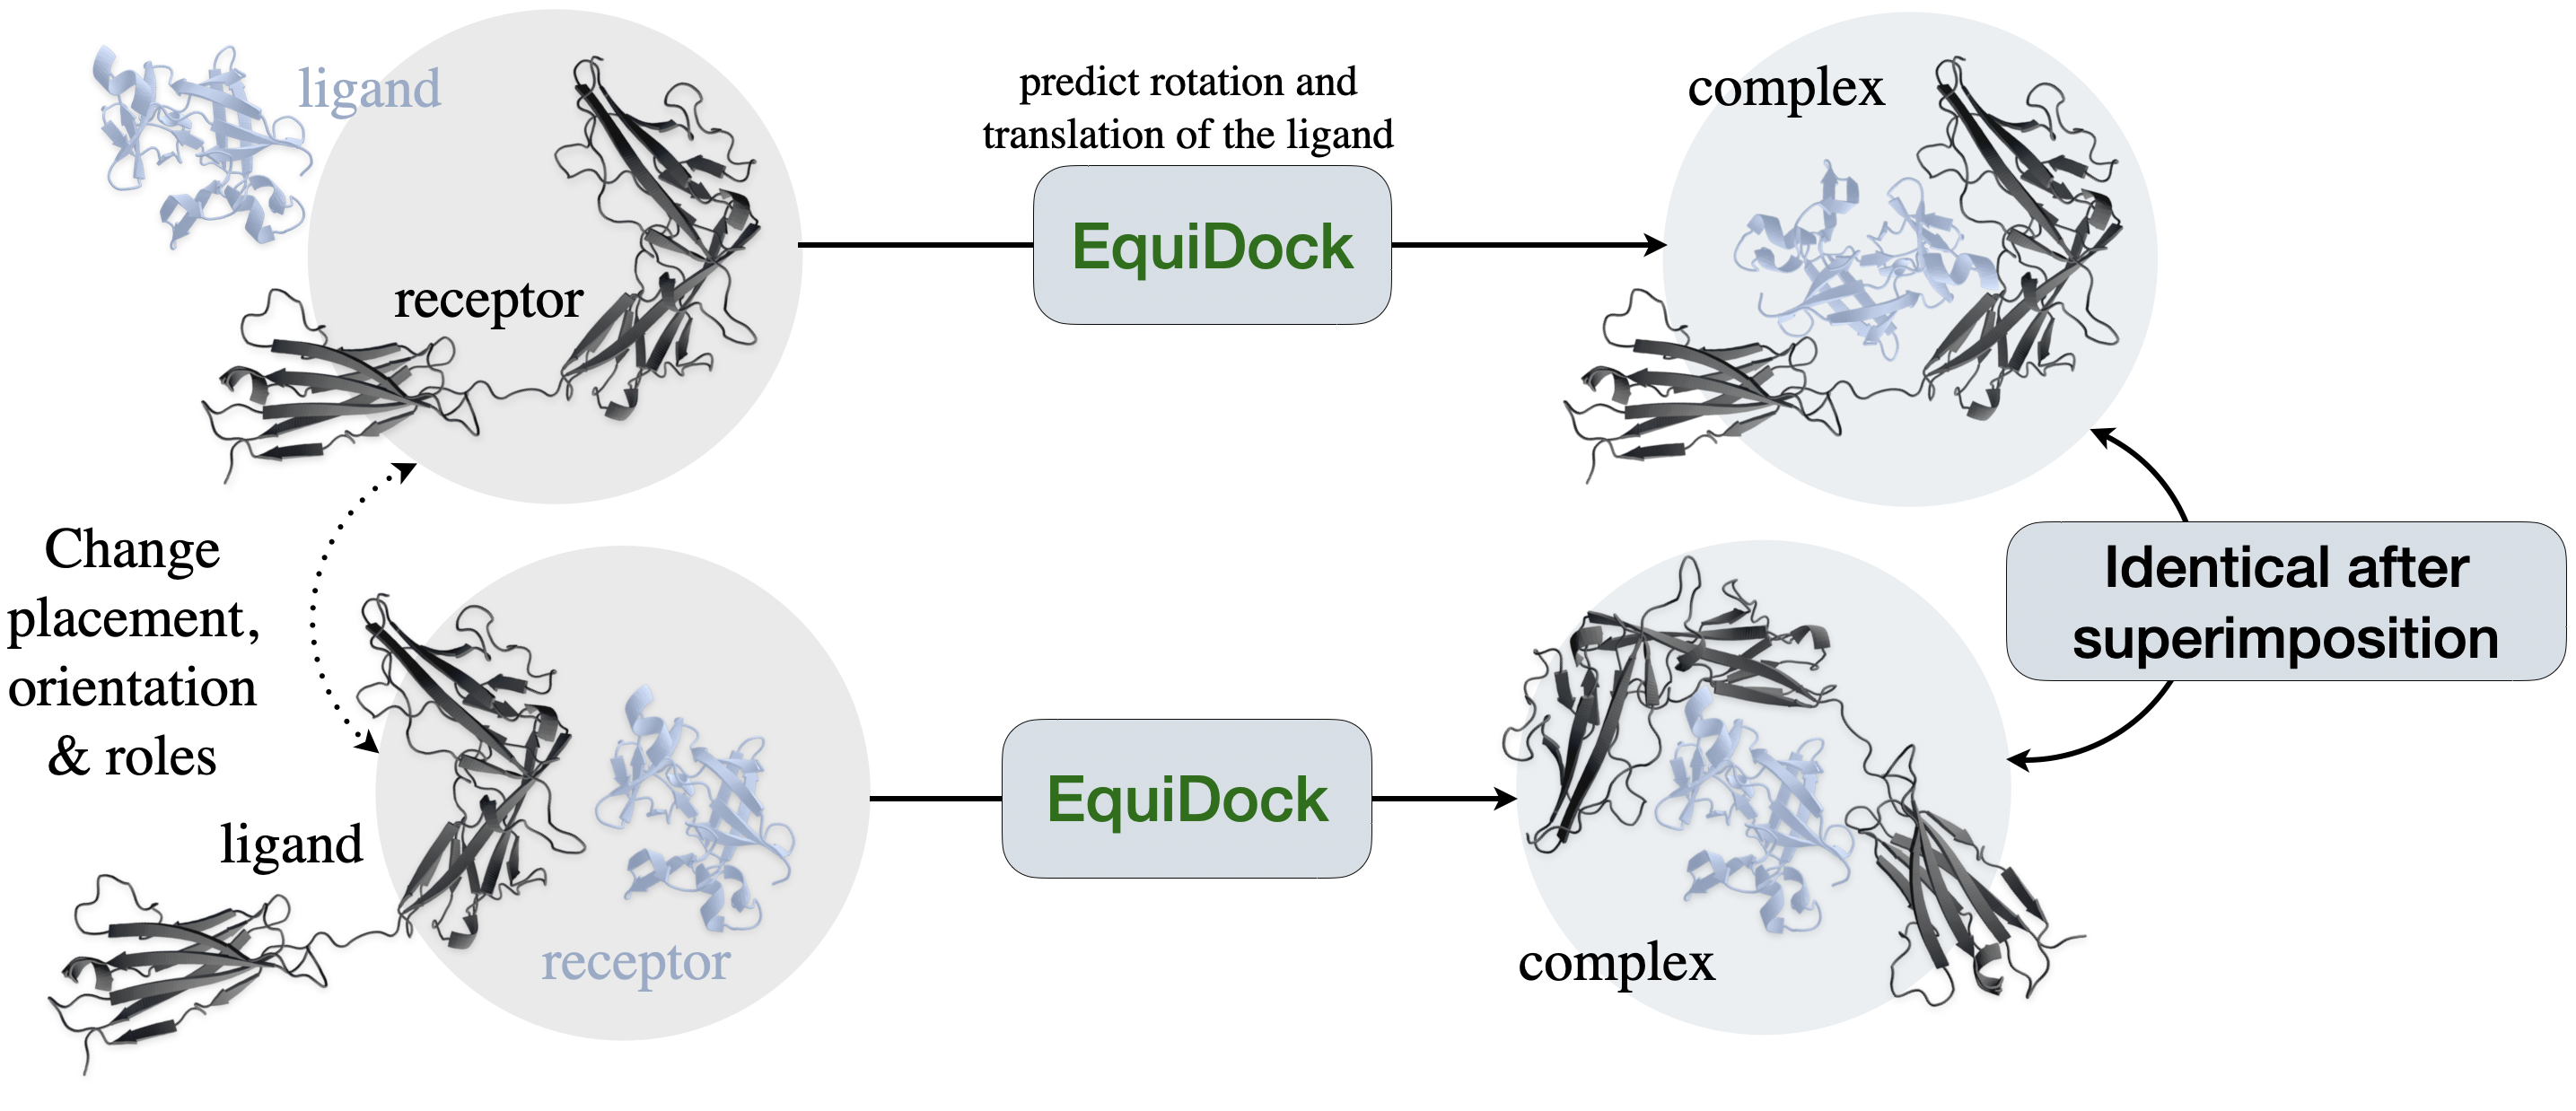 ligand
receptor
predict rotation and
translation of the ligand
EquiDock
complex
Change
placement,
orientation
& roles
ligand
receptor
EquiDock
complex
Identical after
superimposition